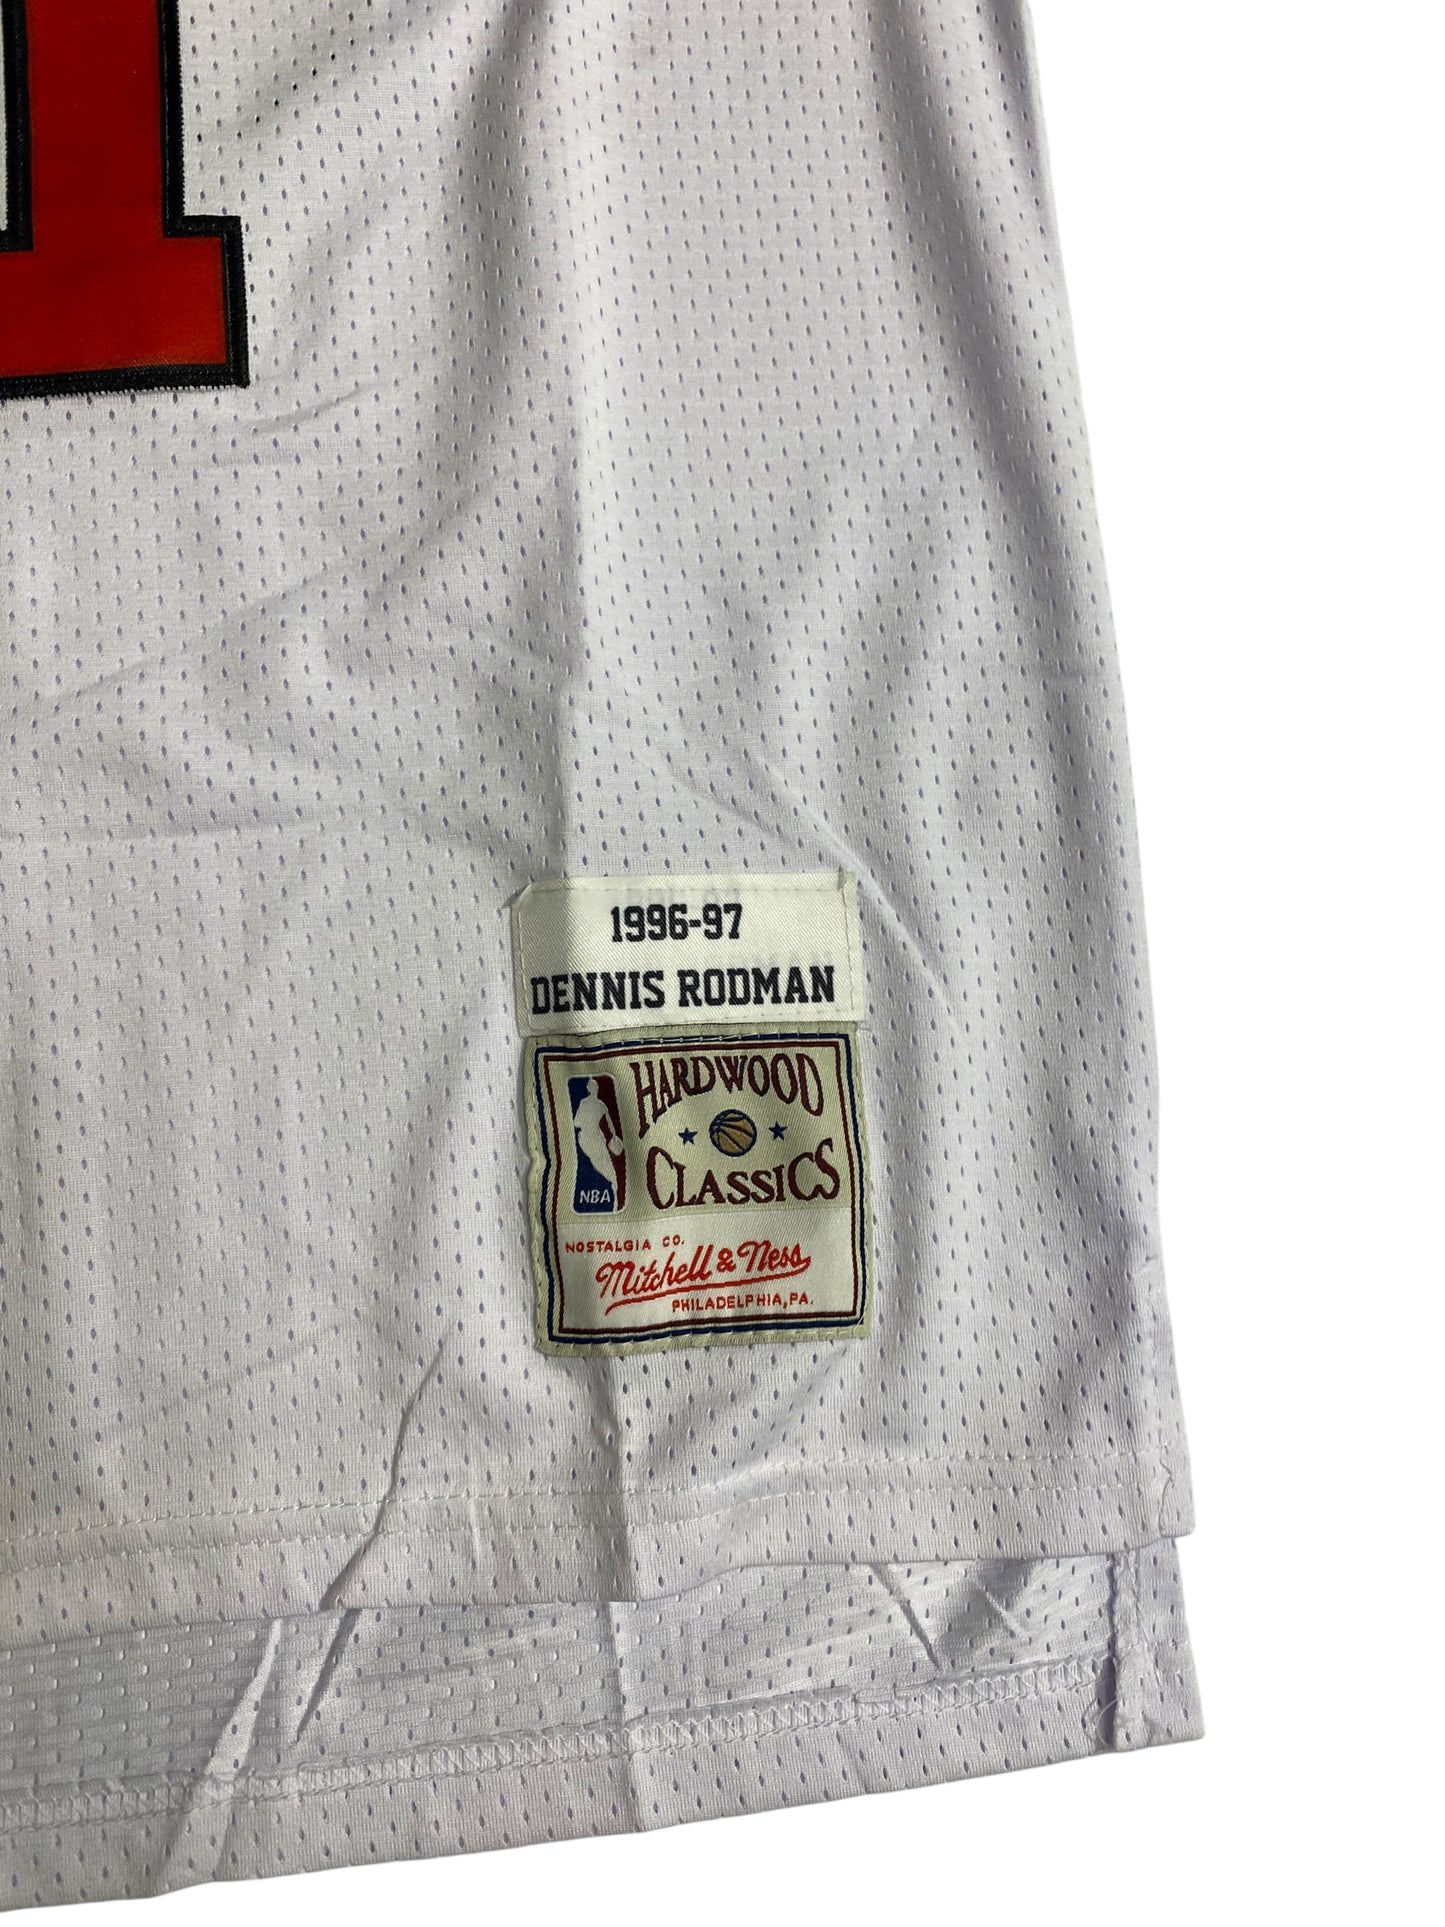 1996-97
DENNIS RODMAN
HARDWOOD
CLASSICS
NBA
NOSTALGIA CO.
Mitchell & Ness
PHILADELPHIA, PA.